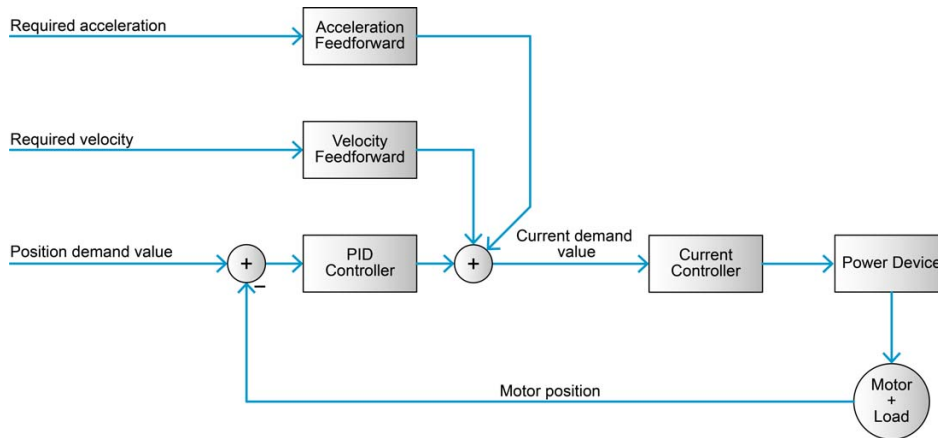 Required acceleration
Acceleration
Feedforward
Required velocity
Velocity
Feedforward
Position demand value
+
−
PID
Controller
+
Current demand
value
Current
Controller
Power Device
Motor position
Motor
+
Load